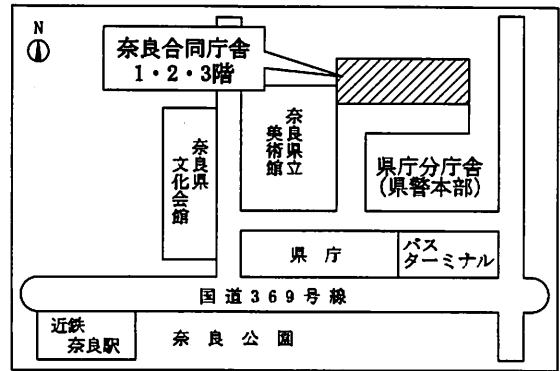 N
奈良合同庁舎
1・2・3階
奈良県
文化会館
奈良県立
美術館
県庁分庁舎
(県警本部)
県庁
バス
ターミナル
国道369号線
近鉄
奈良駅
奈良公園